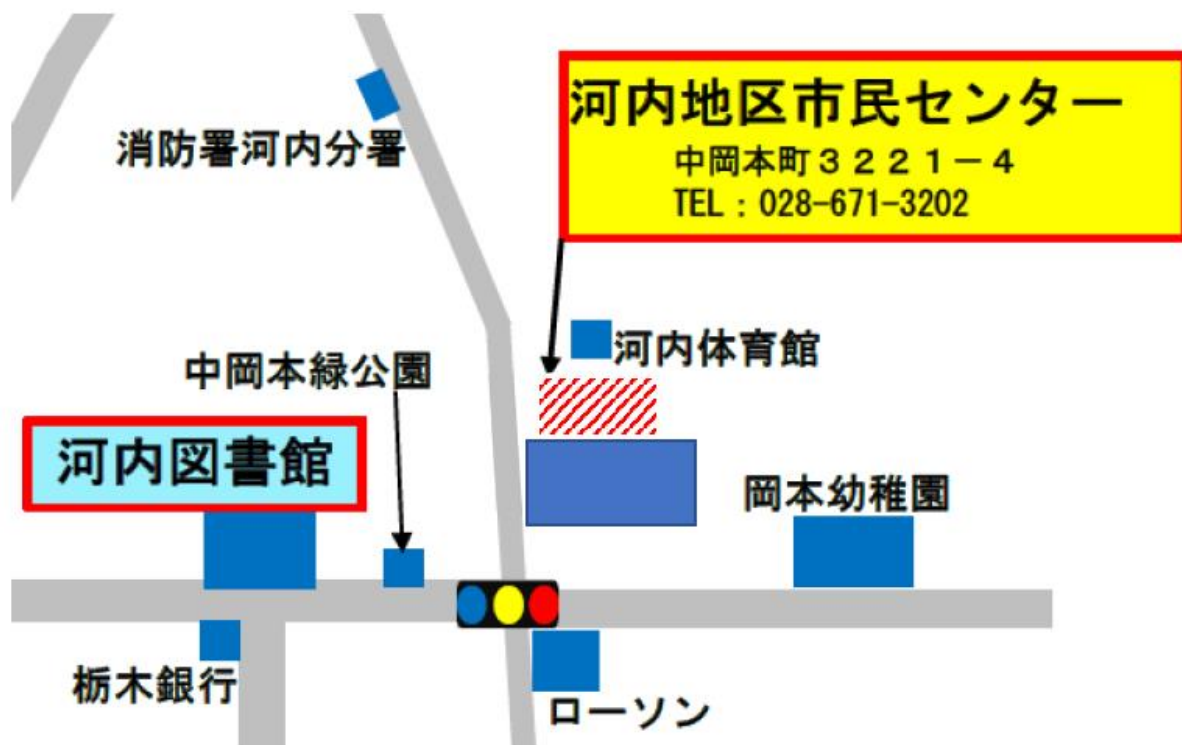 河内地区市民センター
中岡本町３２２１－４
TEL：028-671-3202
消防署河内分署
河内体育館
中岡本緑公園
河内図書館
岡本幼稚園
栃木銀行
ローソン